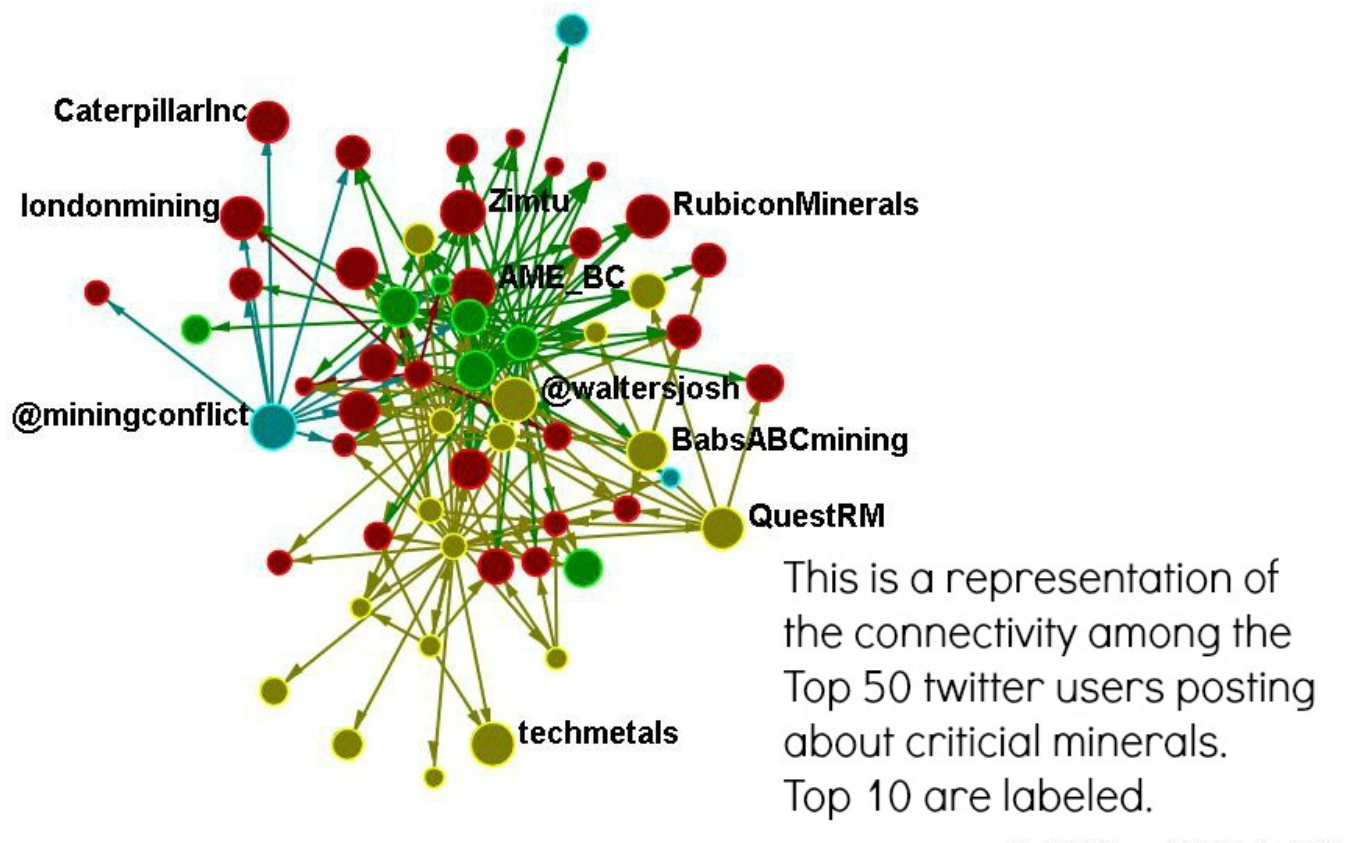 CaterpillarInc
londonmining
Zimtu
RubiconMinerals
AME_BC
@miningconflict
@waltersjosh
BabsABCmining
QuestRM
techmetals
This is a representation of
the connectivity among the
Top 50 twitter users posting
about criticial minerals.
Top 10 are labeled.